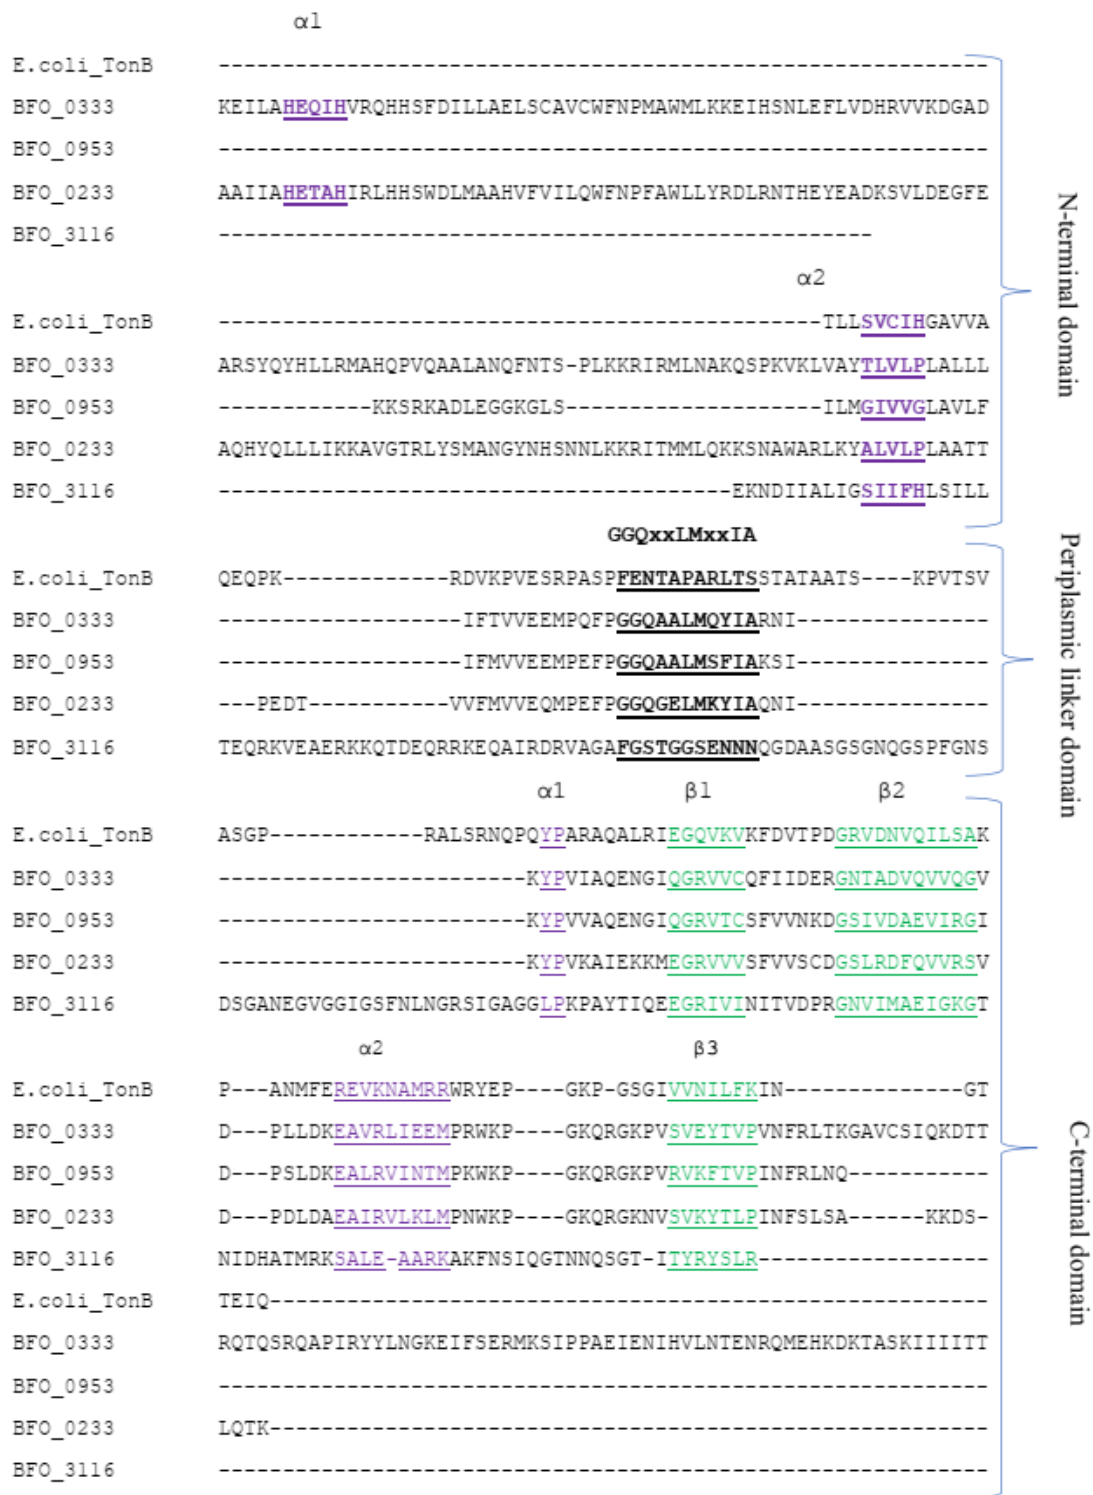 α1
E.coli_TonB ------------------------------------------------------------
BFO_0333 KEILAHEQIHVRQHHSFDILLAELSCAVCWFNPMAWMLKKEIHSNLEFLVDHRVVKDGAD
BFO_0953 ------------------------------------------------------------
BFO_0233 AAIIAHETAHIRLHHSWDLMAAHVFVILQWFNPFAWLLYRDLRNTHEYEADKSVLDEGFE
BFO_3116 ---------------------------------------------------
N-terminal domain
α2
E.coli_TonB -----------------------------------------------TLLSVCIHGAVVA
BFO_0333 ARSYQYHLLRMAHQPVQAALANQFNTS-PLKKRIRMLNAKQSPKVKLVAYTLVLPLALLL
BFO_0953 ------------KKSRKADLEGGKGLS--------------------ILMGIVVGLAVLF
BFO_0233 AQHYQLLLIKKAVGTRLYSMANGYNHSNNLKKRITMMLQKKSNAWARLKYALVLPLAATT
BFO_3116 ----------------------------------------EKNDIIALIGSIIFHLSILL
GGQxxLMxxIA
Periplasmic linker domain
E.coli_TonB QEQPK-------------RDVKPVESRPASPFENTAPARLTSSTATAATS----KPVTSV
BFO_0333 -------------------IFTVVEEMPQFPGGQAALMQYIARNI---------------
BFO_0953 -------------------IFMVVEEMPEFPGGQAALMSFIAKSI---------------
BFO_0233 ---PEDT-----------VVFMVVEQMPEFPGGQGELMKYIAQNI---------------
BFO_3116 TEQRKVEAERKKQTDEQRRKEQAIRDRVAGAFGSTGGSENNNQGDAASGSGNQGSPFGNS
α1 β1 β2
E.coli_TonB ASGP------------RALSRNQPQYPARAQALRIEGQVKVKFDVTPDGRVDNVQILSAK
BFO_0333 ------------------------KYPVIAQENGIQGRVVCQFIIDERGNTADVQVVQGV
BFO_0953 ------------------------KYPVVAQENGIQGRVTCSFVVNKDGSIVDAEVIRGI
BFO_0233 ------------------------KYPVKAIEKKMEGRVVVSFVVSCDGSLRDFQVVRSV
BFO_3116 DSGANEGVGGIGSFNLNGRSIGAGGLPKPAYTIQEEGRIVINITVDPRGNVIMAEIGKGT
α2 β3
E.coli_TonB P---ANMFEREVKNAMRRWRYEP----GKP-GSGIVVNILFKIN--------------GT
BFO_0333 D---PLLDKEAVRLIEEMPRWKP----GKQRGKPVSVEYTVPVNFRLTKGAVCSIQKDTT
BFO_0953 D---PSLDKEALRVINTMPKWKP----GKQRGKPVRVKFTVPINFRLNQ-----------
BFO_0233 D---PDLDAEAIRVLKLMPNWKP----GKQRGKNVSVKYTLPINFSLSA------KKDS-
BFO_3116 NIDHATMRKSALE-AARKAKFNSIQGTNNQSGT-ITYRYSLR------------------
C-terminal domain
E.coli_TonB TEIQ--------------------------------------------------------
BFO_0333 RQTQSRQAPIRYYLNGKEIFSERMKSIPPAEIENIHVLNTENRQMEHKDKTASKIIIITT
BFO_0953 ------------------------------------------------------------
BFO_0233 LQTK--------------------------------------------------------
BFO_3116 ------------------------------------------------------------